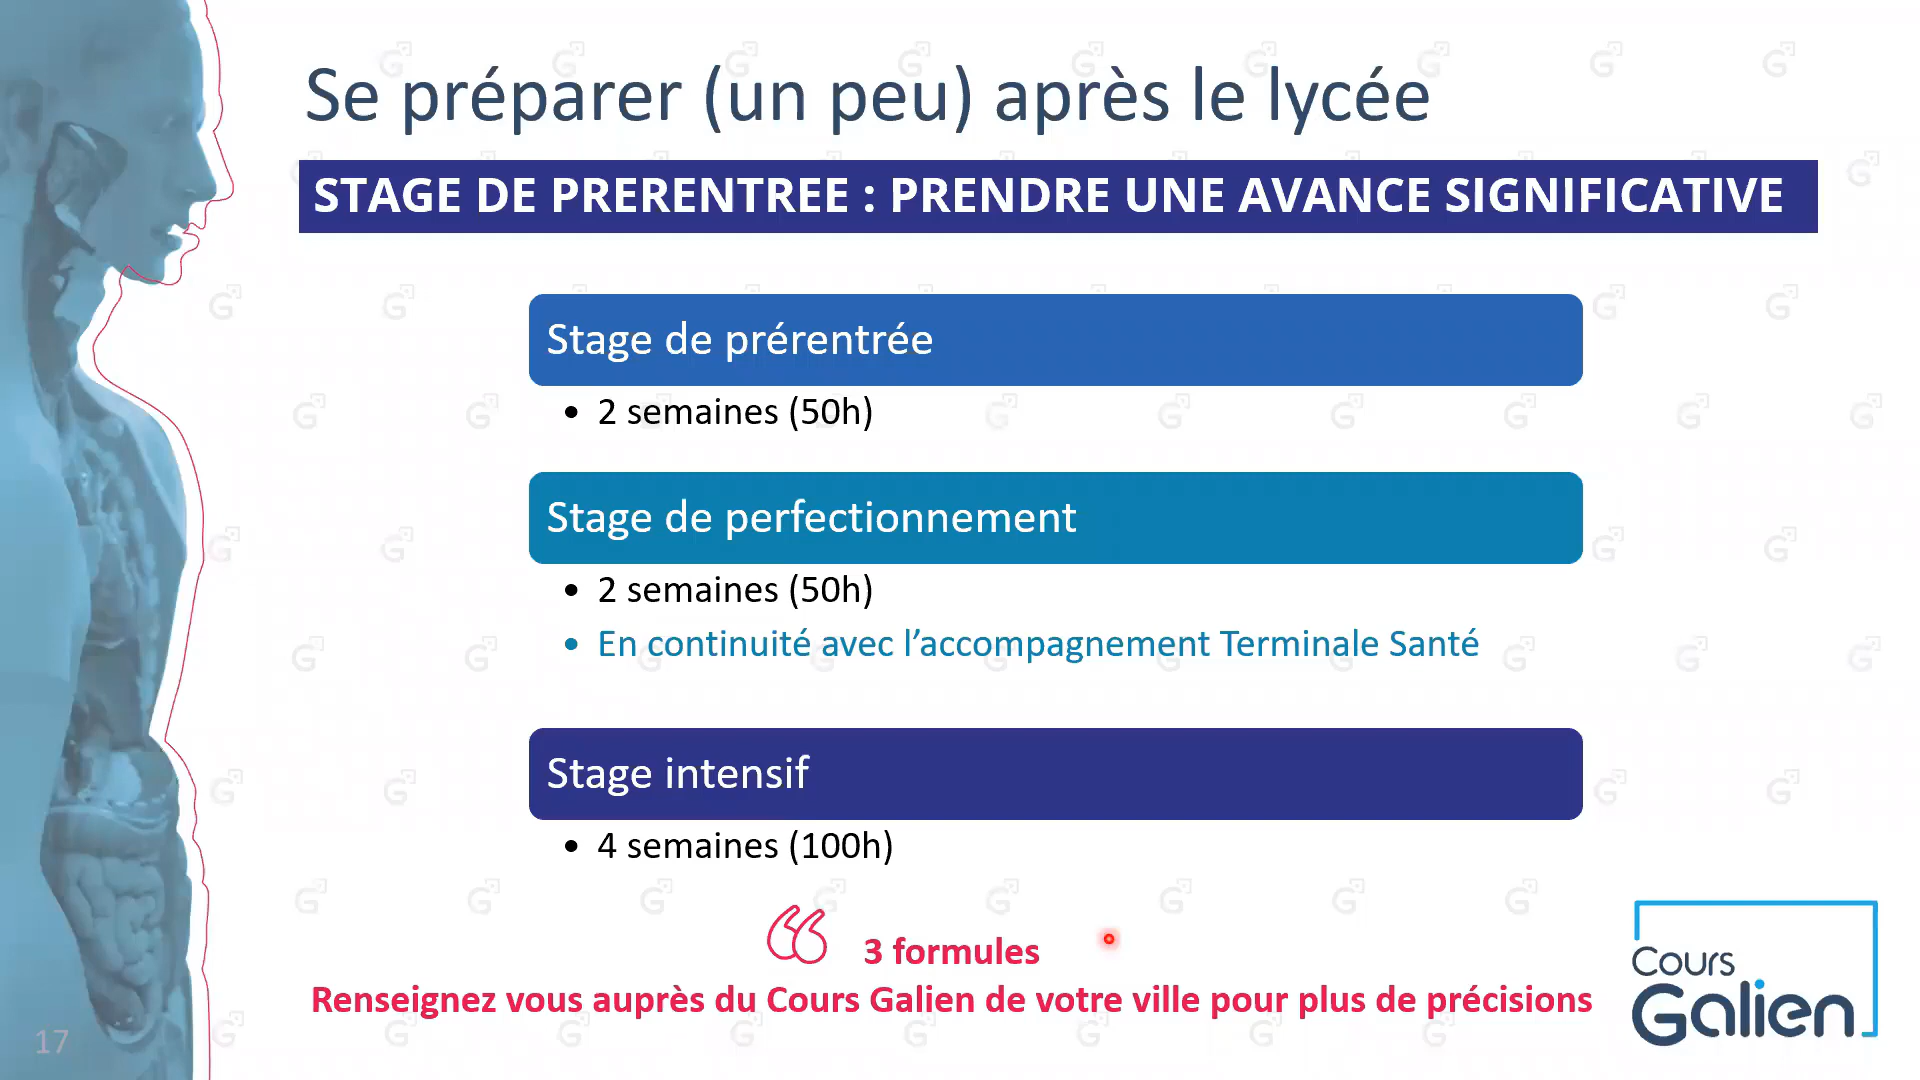 Se préparer (un peu) après le lycée
STAGE DE PRERENTREE : PRENDRE UNE AVANCE SIGNIFICATIVE
Stage de prérentrée
• 2 semaines (50h)
Stage de perfectionnement
• 2 semaines (50h)
• En continuité avec l’accompagnement Terminale Santé
Stage intensif
• 4 semaines (100h)
3 formules
Renseignez vous auprès du Cours Galien de votre ville pour plus de précisions
Cours
Galien
17